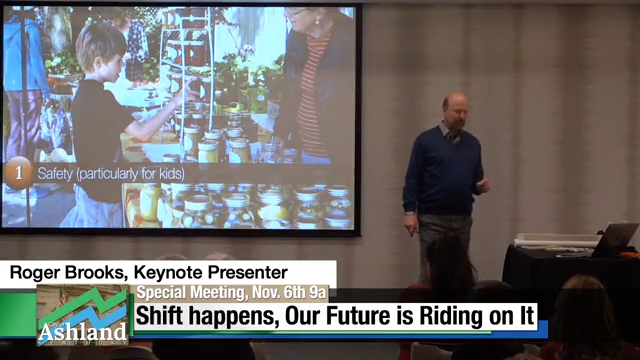 1 Safety (particularly for kids)
Roger Brooks, Keynote Presenter
Special Meeting, Nov. 6th 9a
Shift happens, Our Future is Riding on It
Ashland